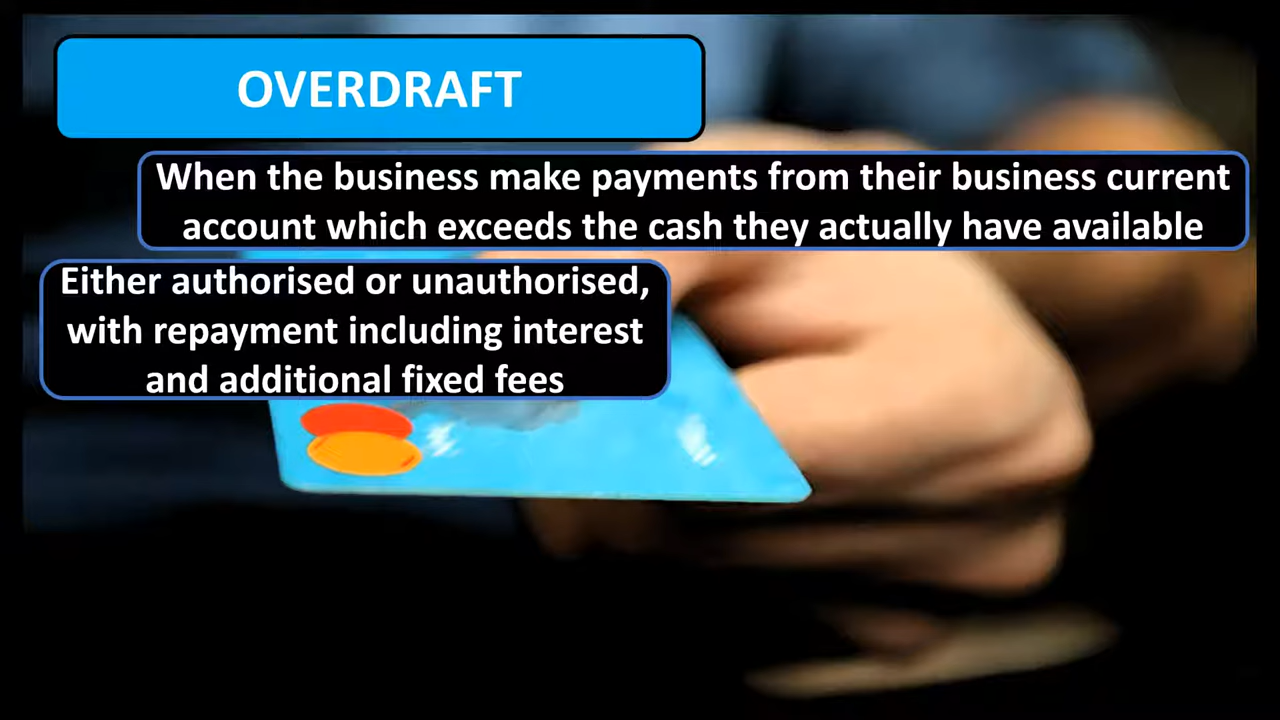 OVERDRAFT
When the business make payments from their business current
account which exceeds the cash they actually have available
Either authorised or unauthorised,
with repayment including interest
and additional fixed fees